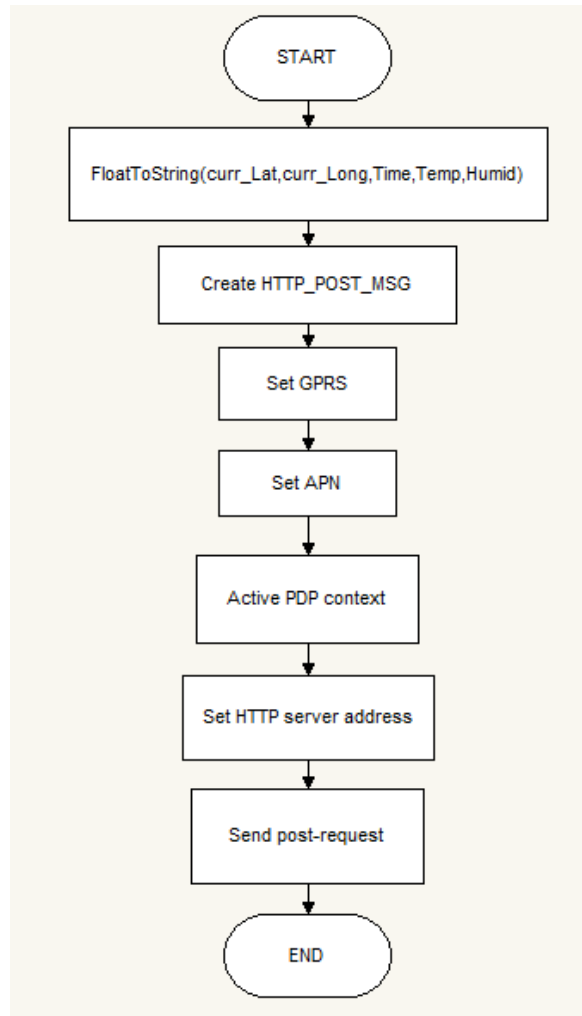 START
FloatToString(curr_Lat,curr_Long,Time,Temp,Humid)
Create HTTP_POST_MSG
Set GPRS
Set APN
Active PDP context
Set HTTP server address
Send post-request
END